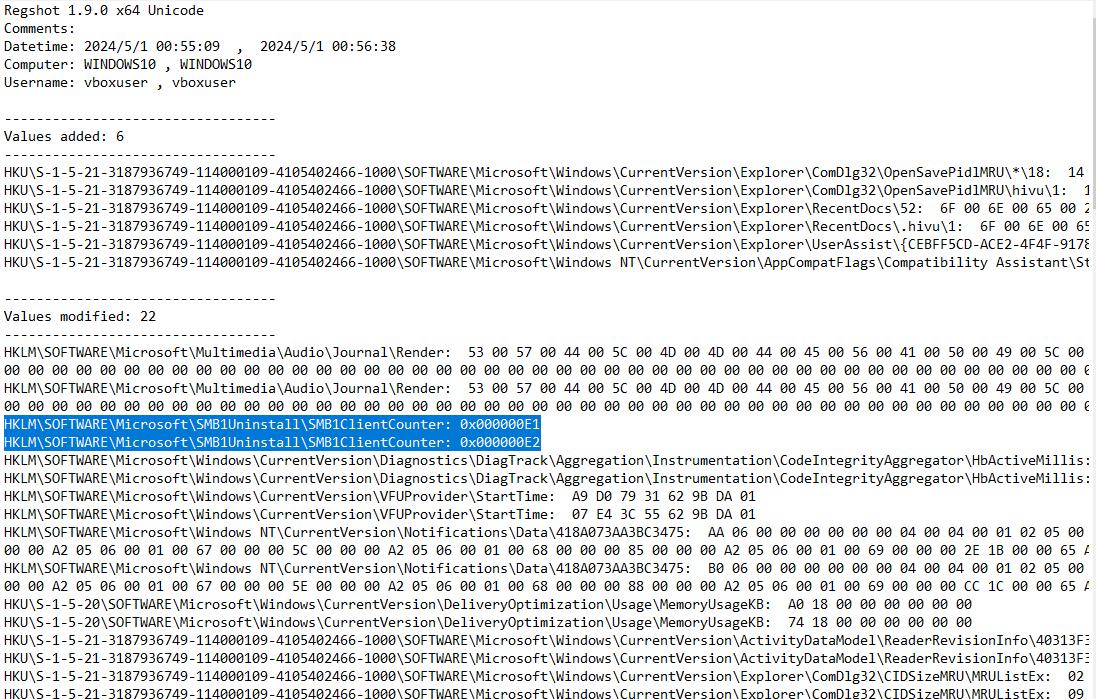 Regshot 1.9.0 x64 Unicode
Comments:
Datetime: 2024/5/1 00:55:09  ,  2024/5/1 00:56:38
Computer: WINDOWS10 , WINDOWS10
Username: vboxuser , vboxuser
----------------------------------
Values added: 6
----------------------------------
HKU\S-1-5-21-3187936749-114000109-4105402466-1000\SOFTWARE\Microsoft\Windows\CurrentVersion\Explorer\ComDlg32\OpenSavePidlMRU\*\18:  14
HKU\S-1-5-21-3187936749-114000109-4105402466-1000\SOFTWARE\Microsoft\Windows\CurrentVersion\Explorer\ComDlg32\OpenSavePidlMRU\hivu\1:  1
HKU\S-1-5-21-3187936749-114000109-4105402466-1000\SOFTWARE\Microsoft\Windows\CurrentVersion\Explorer\RecentDocs\52:  6F 00 6E 00 65 00 2
HKU\S-1-5-21-3187936749-114000109-4105402466-1000\SOFTWARE\Microsoft\Windows\CurrentVersion\Explorer\RecentDocs\.hivu\1:  6F 00 6E 00 65
HKU\S-1-5-21-3187936749-114000109-4105402466-1000\SOFTWARE\Microsoft\Windows\CurrentVersion\Explorer\UserAssist\{CEBFF5CD-ACE2-4F4F-9178
HKU\S-1-5-21-3187936749-114000109-4105402466-1000\SOFTWARE\Microsoft\Windows NT\CurrentVersion\AppCompatFlags\Compatibility Assistant\St
----------------------------------
Values modified: 22
----------------------------------
HKLM\SOFTWARE\Microsoft\Multimedia\Audio\Journal\Render:  53 00 57 00 44 00 5C 00 4D 00 4D 00 44 00 45 00 56 00 41 00 50 00 49 00 5C 00
00 00 00 00 00 00 00 00 00 00 00 00 00 00 00 00 00 00 00 00 00 00 00 00 00 00 00 00 00 00 00 00 00 00 00 00 00 00 00 00 00 00 00 00 00 0
HKLM\SOFTWARE\Microsoft\Multimedia\Audio\Journal\Render:  53 00 57 00 44 00 5C 00 4D 00 4D 00 44 00 45 00 56 00 41 00 50 00 49 00 5C 00
00 00 00 00 00 00 00 00 00 00 00 00 00 00 00 00 00 00 00 00 00 00 00 00 00 00 00 00 00 00 00 00 00 00 00 00 00 00 00 00 00 00 00 00 00 0
HKLM\SOFTWARE\Microsoft\SMB1Uninstall\SMB1ClientCounter: 0x000000E1
HKLM\SOFTWARE\Microsoft\SMB1Uninstall\SMB1ClientCounter: 0x000000E2
HKLM\SOFTWARE\Microsoft\Windows\CurrentVersion\Diagnostics\DiagTrack\Aggregation\Instrumentation\CodeIntegrityAggregator\HbActiveMillis:
HKLM\SOFTWARE\Microsoft\Windows\CurrentVersion\Diagnostics\DiagTrack\Aggregation\Instrumentation\CodeIntegrityAggregator\HbActiveMillis:
HKLM\SOFTWARE\Microsoft\Windows\CurrentVersion\VFUProvider\StartTime:  A9 D0 79 31 62 9B DA 01
HKLM\SOFTWARE\Microsoft\Windows\CurrentVersion\VFUProvider\StartTime:  07 E4 3C 55 62 9B DA 01
HKLM\SOFTWARE\Microsoft\Windows NT\CurrentVersion\Notifications\Data\418A073AA3BC3475:  AA 06 00 00 00 00 00 00 04 00 04 00 01 02 05 00
00 00 A2 05 06 00 01 00 67 00 00 00 5C 00 00 00 A2 05 06 00 01 00 68 00 00 00 85 00 00 00 A2 05 06 00 01 00 69 00 00 00 2E 1B 00 00 65 A
HKLM\SOFTWARE\Microsoft\Windows NT\CurrentVersion\Notifications\Data\418A073AA3BC3475:  B0 06 00 00 00 00 00 00 04 00 04 00 01 02 05 00
00 00 A2 05 06 00 01 00 67 00 00 00 5E 00 00 00 A2 05 06 00 01 00 68 00 00 00 88 00 00 00 A2 05 06 00 01 00 69 00 00 00 CC 1C 00 00 65 A
HKU\S-1-5-20\SOFTWARE\Microsoft\Windows\CurrentVersion\DeliveryOptimization\Usage\MemoryUsageKB:  A0 18 00 00 00 00 00 00
HKU\S-1-5-20\SOFTWARE\Microsoft\Windows\CurrentVersion\DeliveryOptimization\Usage\MemoryUsageKB:  74 18 00 00 00 00 00 00
HKU\S-1-5-21-3187936749-114000109-4105402466-1000\SOFTWARE\Microsoft\Windows\CurrentVersion\ActivityDataModel\ReaderRevisionInfo\40313F3
HKU\S-1-5-21-3187936749-114000109-4105402466-1000\SOFTWARE\Microsoft\Windows\CurrentVersion\ActivityDataModel\ReaderRevisionInfo\40313F3
HKU\S-1-5-21-3187936749-114000109-4105402466-1000\SOFTWARE\Microsoft\Windows\CurrentVersion\Explorer\ComDlg32\CIDSizeMRU\MRUListEx:  02
HKU\S-1-5-21-3187936749-114000109-4105402466-1000\SOFTWARE\Microsoft\Windows\CurrentVersion\Explorer\ComDlg32\CIDSizeMRU\MRUListEx:  09